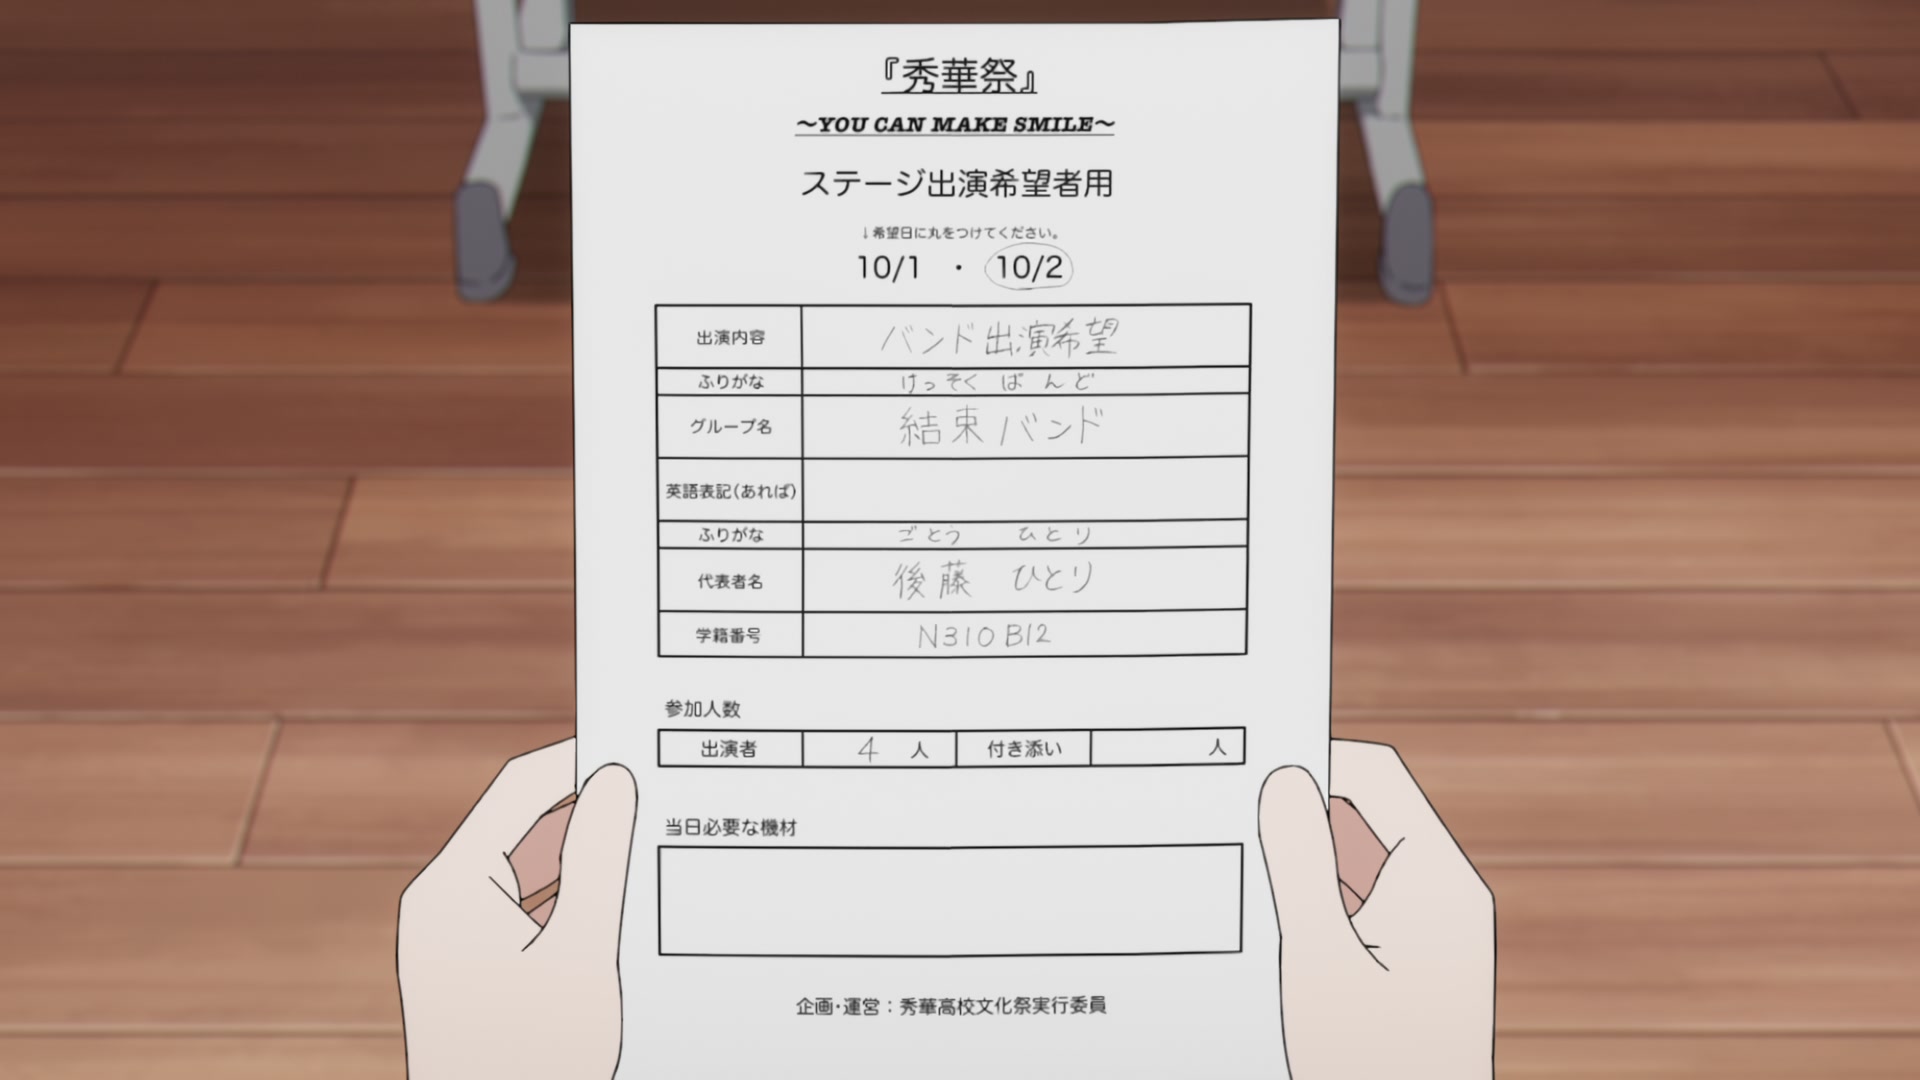 『秀華祭』
～YOU CAN MAKE SMILE～
ステージ出演希望者用
↓希望日に丸をつけてください。
10/1 ・ 10/2
出演内容 バンド出演希望
ふりがな けっそく ばんど
グループ名 結束バンド
英語表記(あれば)
ふりがな ごとう ひとり
代表者名 後藤 ひとり
学籍番号 N310B12
参加人数
出演者 4 人 付き添い 人
当日必要な機材
企画・運営：秀華高校文化祭実行委員